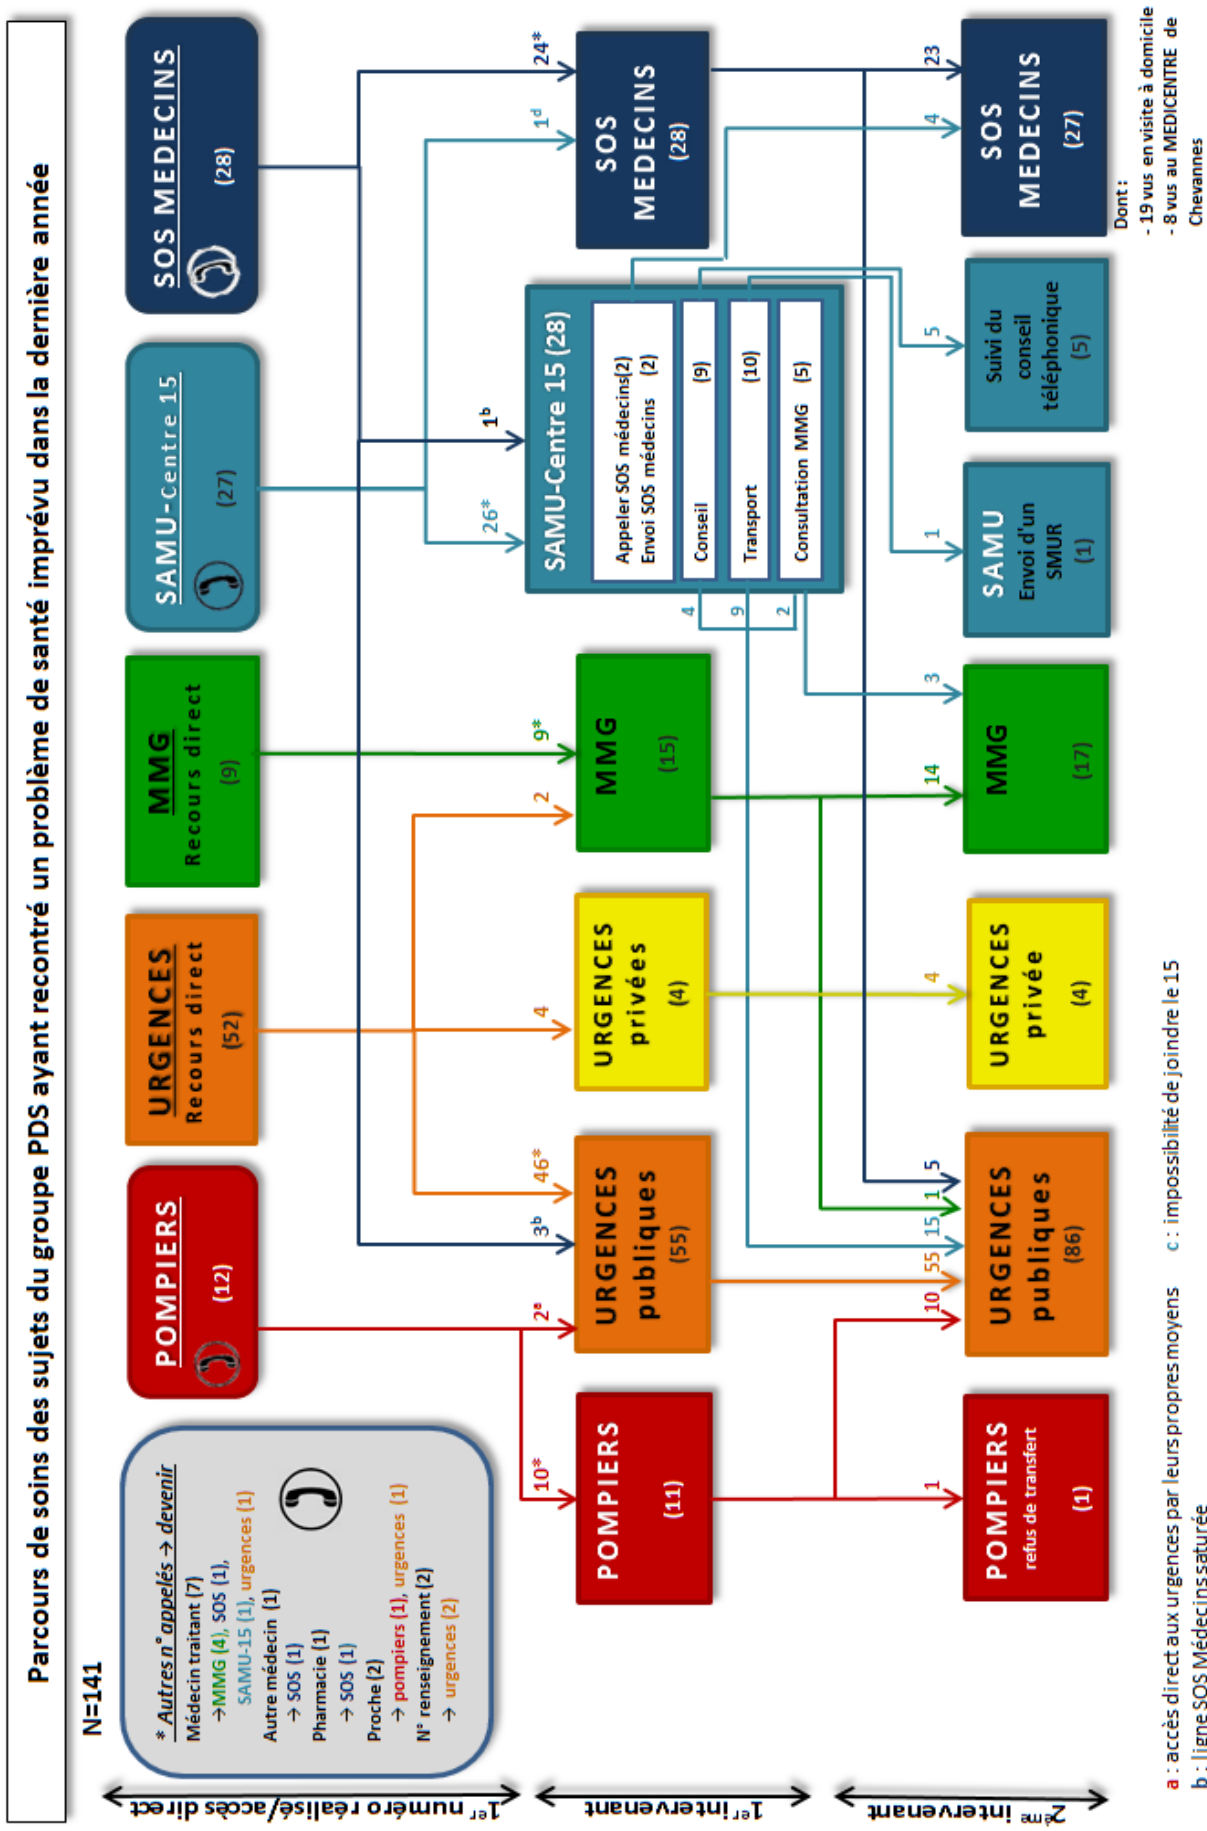 Parcours de soins des sujets du groupe PDS ayant recontré un problème de santé imprévu dans la dernière année
N=141
1er numéro réalisé/accès direct
* Autres n° appelés → devenir
Médecin traitant (7)
→MMG (4), SOS (1),
SAMU-15 (1), urgences (1)
Autre médecin (1)
→ SOS (1)
Pharmacie (1)
→ SOS (1)
Proche (2)
→ pompiers (1), urgences (1)
N° renseignement (2)
→ urgences (2)
POMPIERS
(12)
URGENCES
Recours direct
(52)
MMG
Recours direct
(9)
SAMU-Centre 15
(27)
SOS MEDECINS
(28)
10*
2a
3b
46*
4
2
9*
26*
1b
1d
24*
1er intervenant
POMPIERS
(11)
URGENCES
publiques
(55)
URGENCES
privées
(4)
MMG
(15)
SAMU-Centre 15 (28)
Appeler SOS médecins(2)
Envoi SOS médecins (2)
Conseil (9)
Transport (10)
Consultation MMG (5)
SOS
MEDECINS
(28)
4
9
2
1
10
55
15
1
5
4
14
3
1
5
4
23
2ème intervenant
POMPIERS
refus de transfert
(1)
URGENCES
publiques
(86)
URGENCES
privée
(4)
MMG
(17)
SAMU
Envoi d'un
SMUR
(1)
Suivi du
conseil
téléphonique
(5)
SOS
MEDECINS
(27)
Dont :
- 19 vus en visite à domicile
- 8 vus au MEDICENTRE de
Chevannes
a : accès direct aux urgences par leurs propres moyens c : impossibilité de joindre le 15
b : ligne SOS Médecins saturée